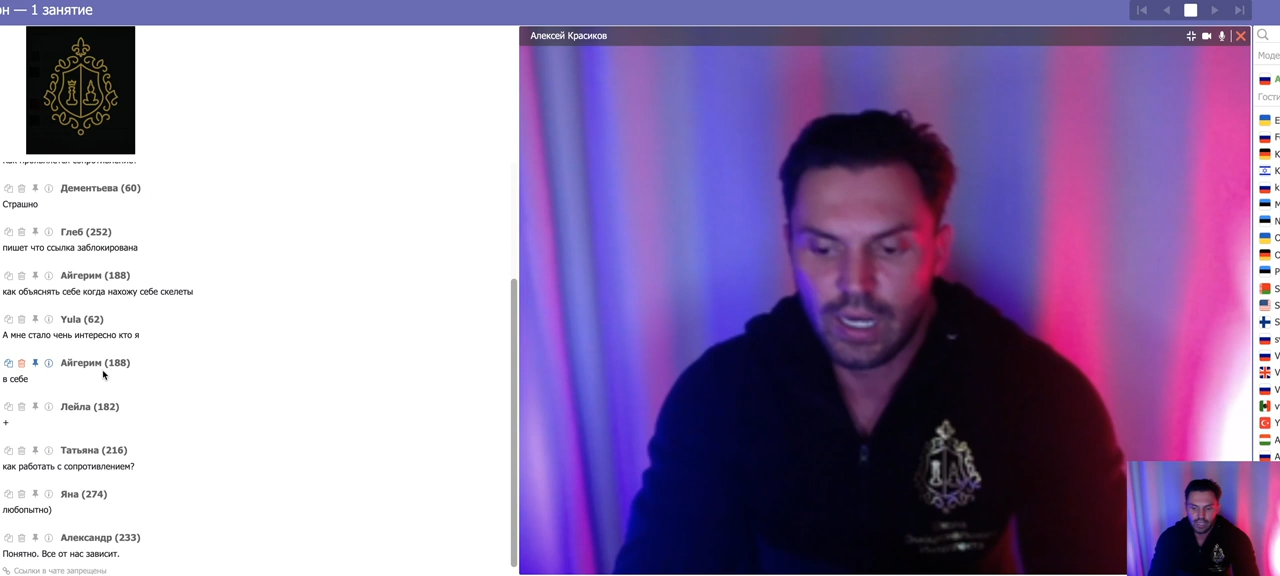 он — 1 занятие
Алексей Красиков
Моде
Гости
Дементьева (60)
Страшно
Глеб (252)
пишет что ссылка заблокирована
Айгерим (188)
как объяснять себе когда нахожу себе скелеты
Yula (62)
А мне стало чень интересно кто я
Айгерим (188)
в себе
Лейла (182)
+
Татьяна (216)
как работать с сопротивлением?
Яна (274)
любопытно)
Александр (233)
Понятно. Все от нас зависит.
Ссылки в чате запрещены